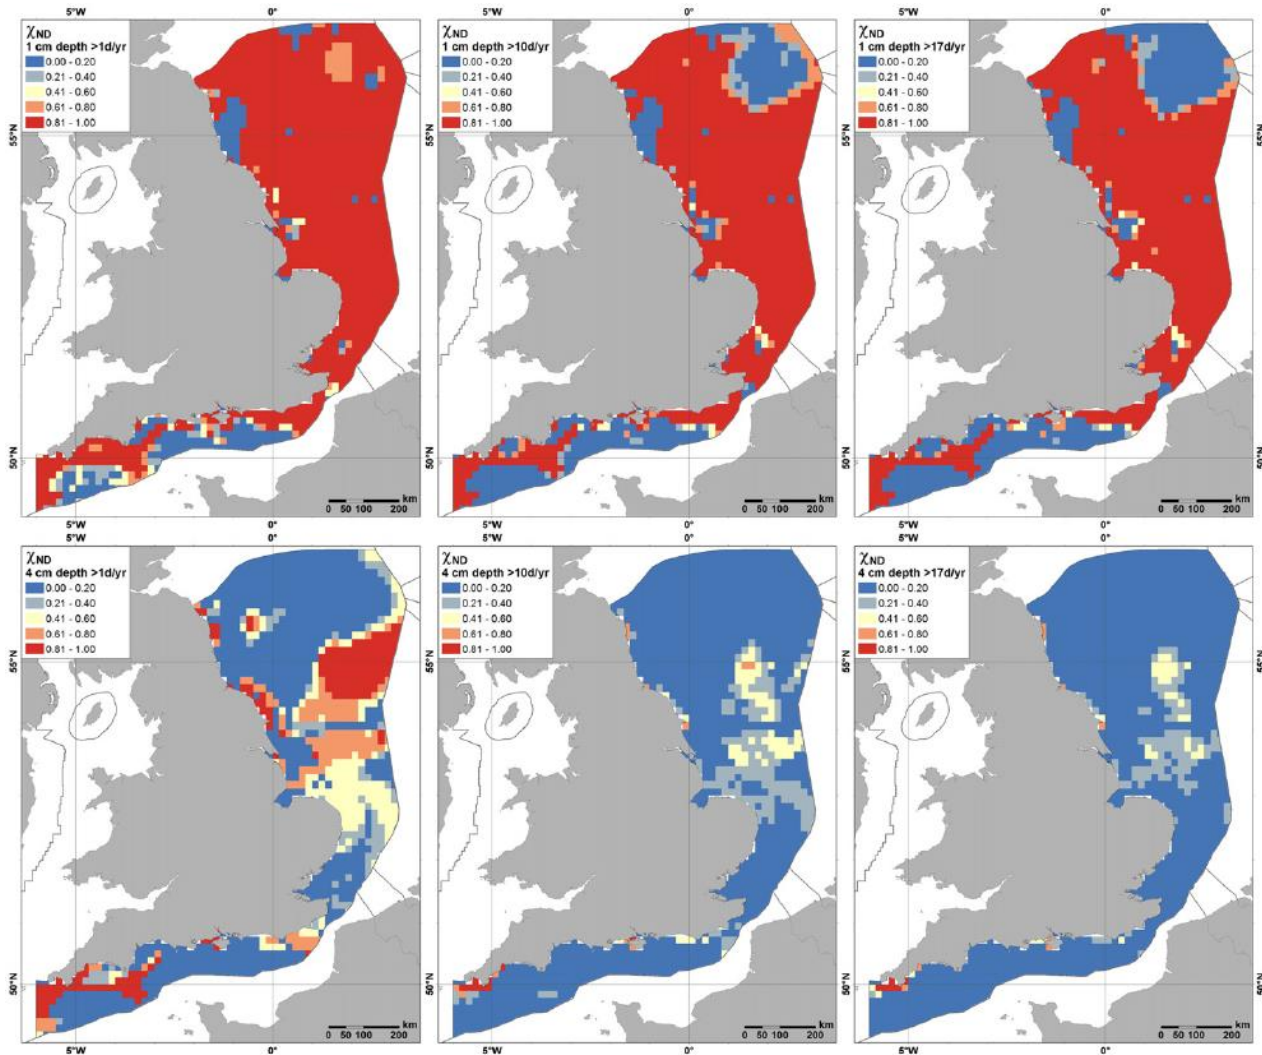 5°W 0° 5°W 0° 5°W 0°
χND χND χND
1 cm depth >1d/yr 1 cm depth >10d/yr 1 cm depth >17d/yr
0.00 - 0.20 0.00 - 0.20 0.00 - 0.20
0.21 - 0.40 0.21 - 0.40 0.21 - 0.40
0.41 - 0.60 0.41 - 0.60 0.41 - 0.60
0.61 - 0.80 0.61 - 0.80 0.61 - 0.80
0.81 - 1.00 0.81 - 1.00 0.81 - 1.00
55°N 55°N
50°N 50°N
km km km
0 50 100 200 0 50 100 200 0 50 100 200
5°W 0° 5°W 0° 5°W 0°
χND χND χND
4 cm depth >1d/yr 4 cm depth >10d/yr 4 cm depth >17d/yr
0.00 - 0.20 0.00 - 0.20 0.00 - 0.20
0.21 - 0.40 0.21 - 0.40 0.21 - 0.40
0.41 - 0.60 0.41 - 0.60 0.41 - 0.60
0.61 - 0.80 0.61 - 0.80 0.61 - 0.80
0.81 - 1.00 0.81 - 1.00 0.81 - 1.00
55°N 55°N
50°N 50°N
km km km
0 50 100 200 0 50 100 200 0 50 100 200
5°W 0° 5°W 0° 5°W 0°